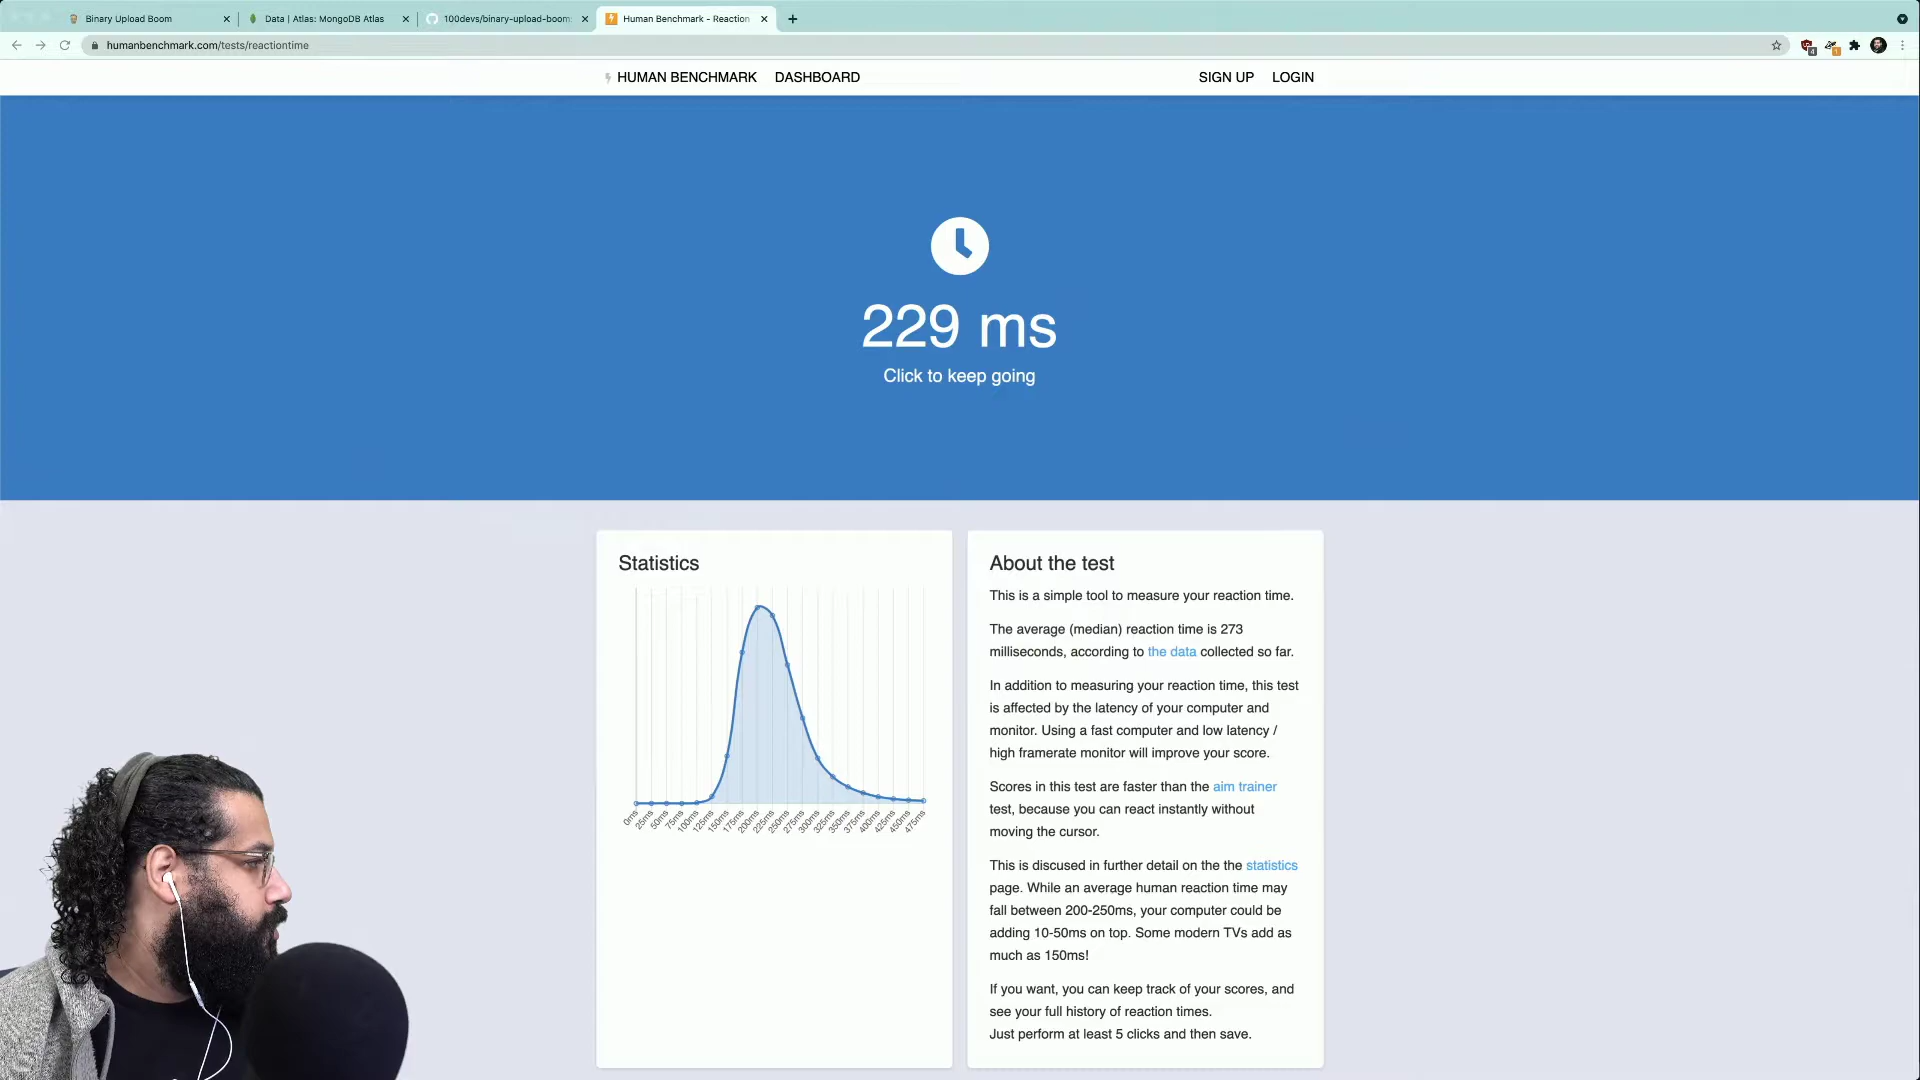 Binary Upload Boom
Data | Atlas: MongoDB Atlas
100devs/binary-upload-boom:
Human Benchmark - Reaction
humanbenchmark.com/tests/reactiontime
4
1
HUMAN BENCHMARK
DASHBOARD
SIGN UP
LOGIN
229 ms
Click to keep going
Statistics
0ms
25ms
50ms
75ms
100ms
125ms
150ms
175ms
200ms
225ms
250ms
275ms
300ms
325ms
350ms
375ms
400ms
425ms
450ms
475ms
About the test
This is a simple tool to measure your reaction time.
The average (median) reaction time is 273
milliseconds, according to the data collected so far.
In addition to measuring your reaction time, this test
is affected by the latency of your computer and
monitor. Using a fast computer and low latency /
high framerate monitor will improve your score.
Scores in this test are faster than the aim trainer
test, because you can react instantly without
moving the cursor.
This is discused in further detail on the the statistics
page. While an average human reaction time may
fall between 200-250ms, your computer could be
adding 10-50ms on top. Some modern TVs add as
much as 150ms!
If you want, you can keep track of your scores, and
see your full history of reaction times.
Just perform at least 5 clicks and then save.